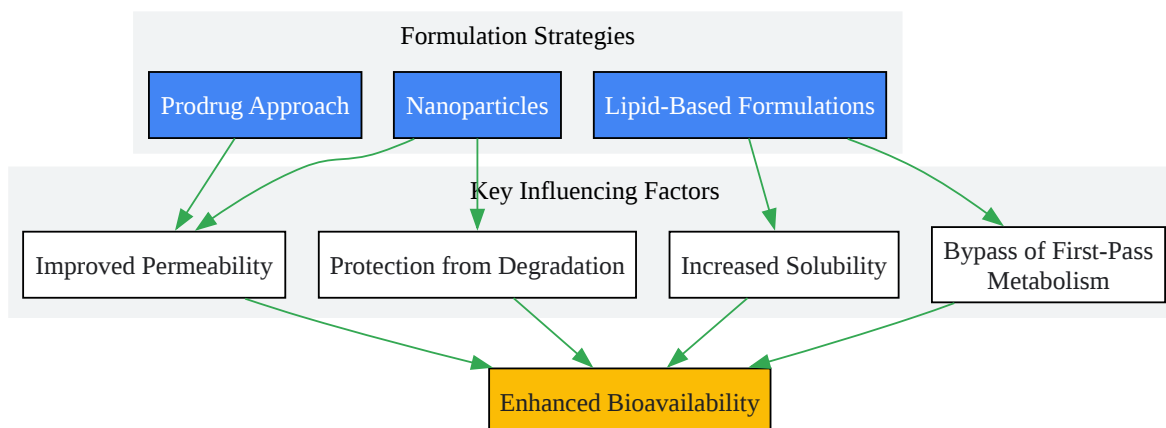 Formulation Strategies
Prodrug Approach
Nanoparticles
Lipid-Based Formulations
Key Influencing Factors
Improved Permeability
Protection from Degradation
Increased Solubility
Bypass of First-Pass
Metabolism
Enhanced Bioavailability